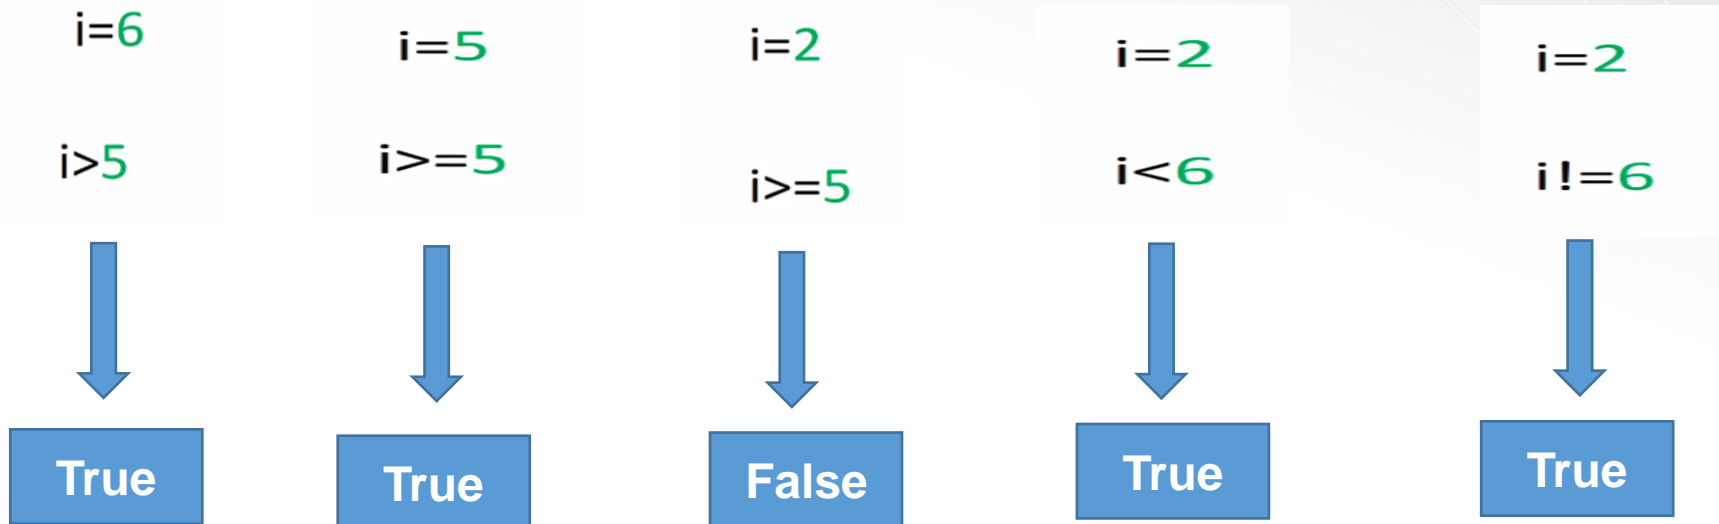 i=6
i=5
i=2
i=2
i=2
i>5
i>=5
i>=5
i<6
i!=6
True
True
False
True
True